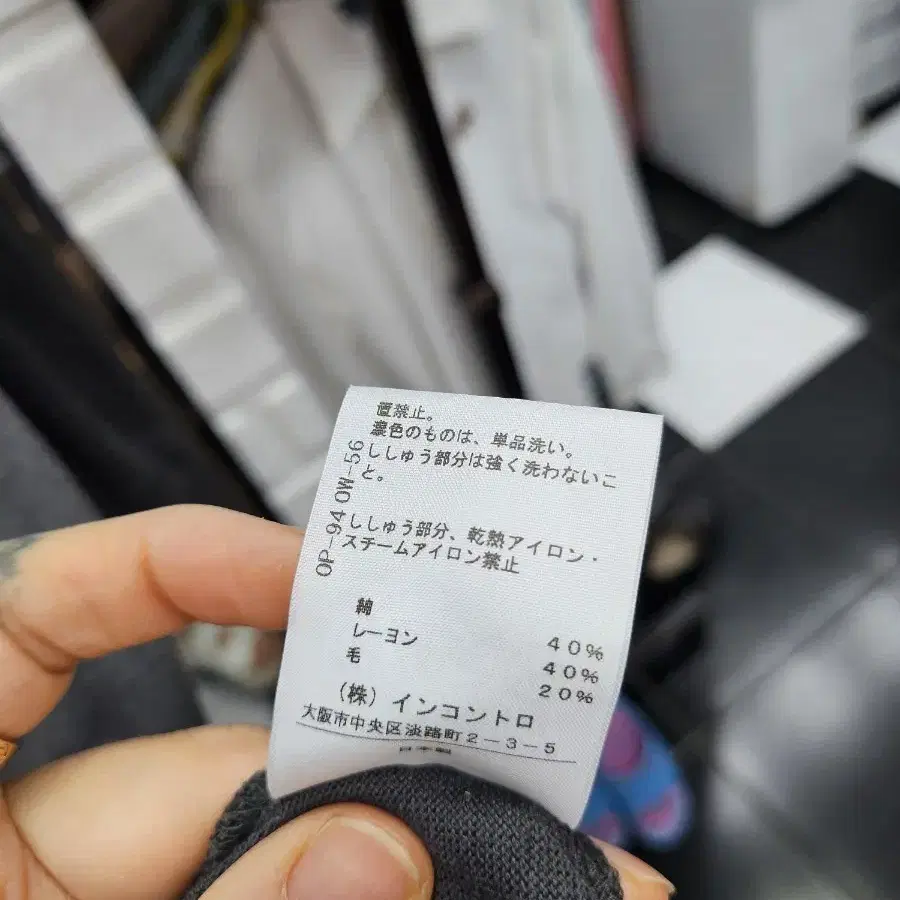 置禁止。
濃色のものは、単品洗い。
ししゅう部分は強く洗わないこ
と。
ししゅう部分、乾熱アイロン・
スチームアイロン禁止
OP-94 OW-56
綿 40%
レーヨン 40%
毛 20%
(株)インコントロ
大阪市中央区淡路町2-3-5
日本製